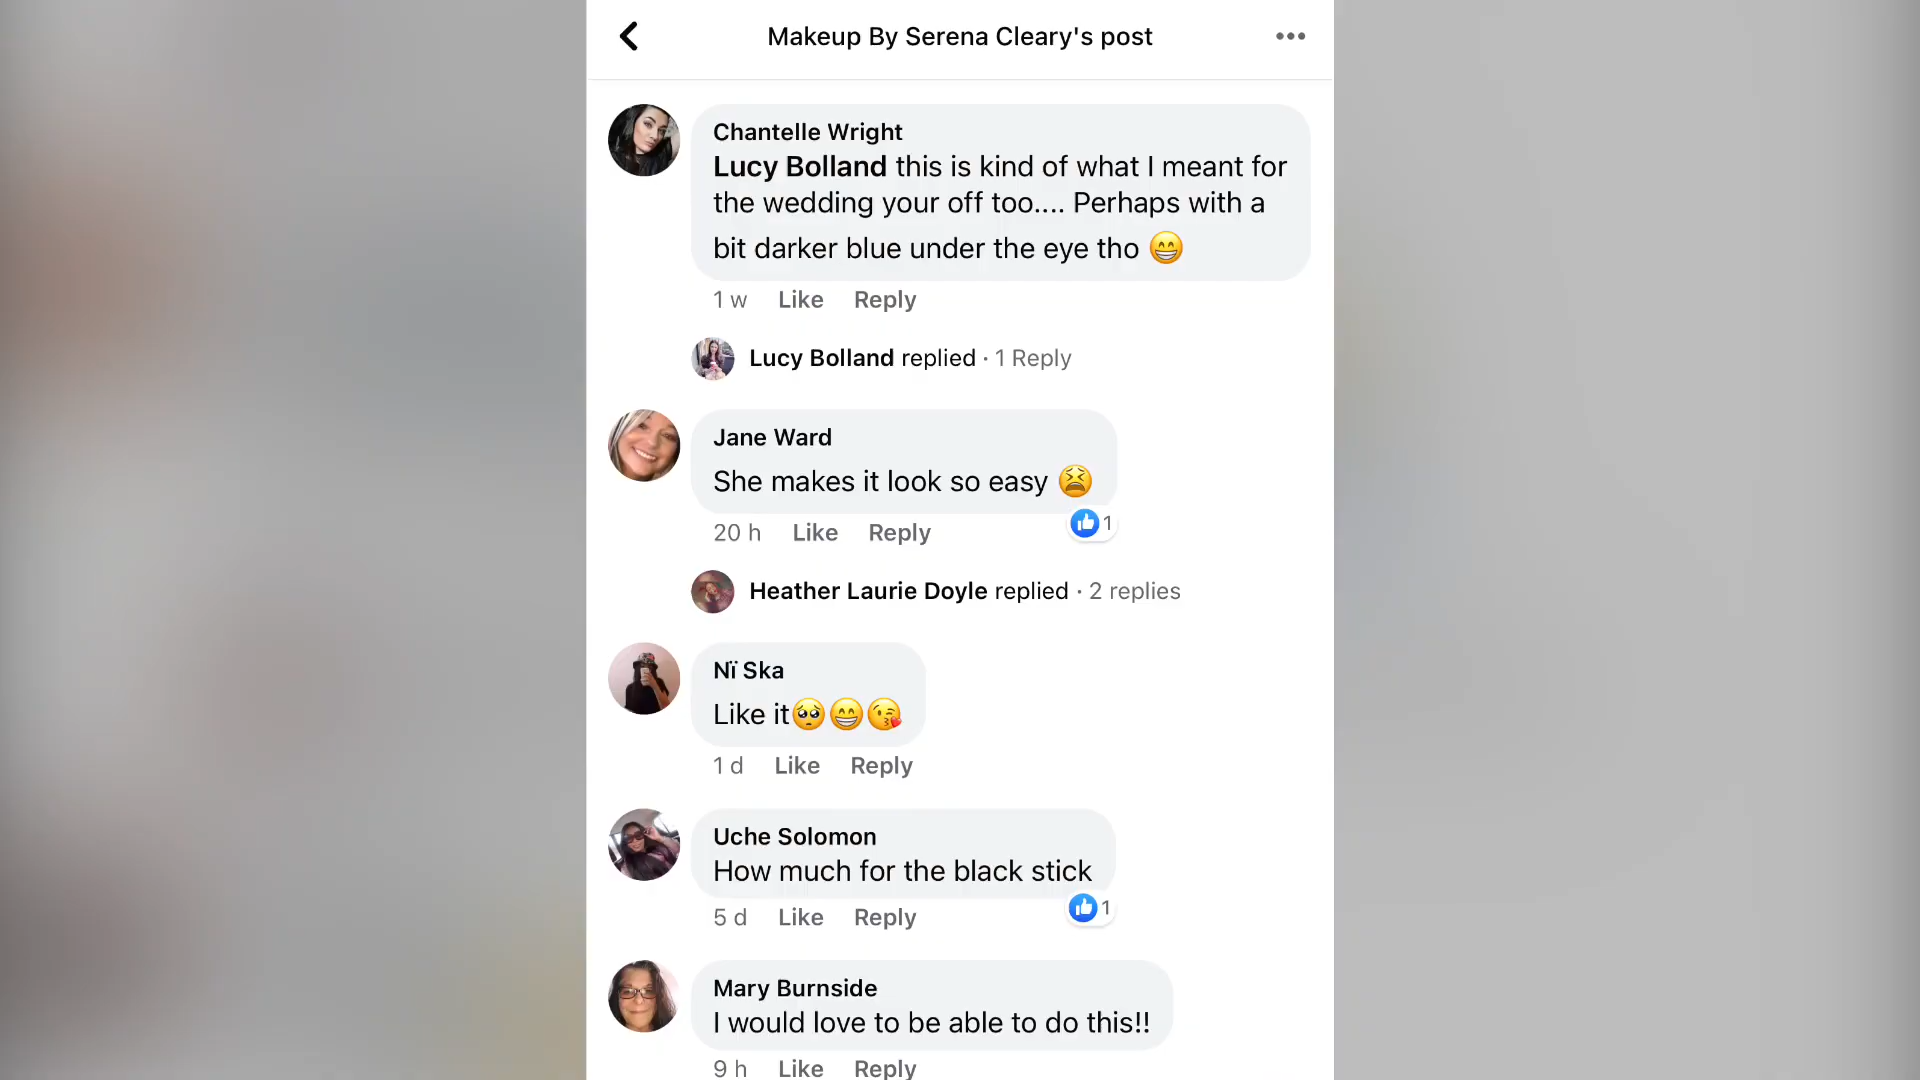 Makeup By Serena Cleary's post
Chantelle Wright
Lucy Bolland this is kind of what I meant for
the wedding your off too.... Perhaps with a
bit darker blue under the eye tho 😁
1 w Like Reply
Lucy Bolland replied · 1 Reply
Jane Ward
She makes it look so easy 😫
20 h Like Reply 1
Heather Laurie Doyle replied · 2 replies
Nï Ska
Like it🥺😁😘
1 d Like Reply
Uche Solomon
How much for the black stick
5 d Like Reply 1
Mary Burnside
I would love to be able to do this!!
9 h Like Reply